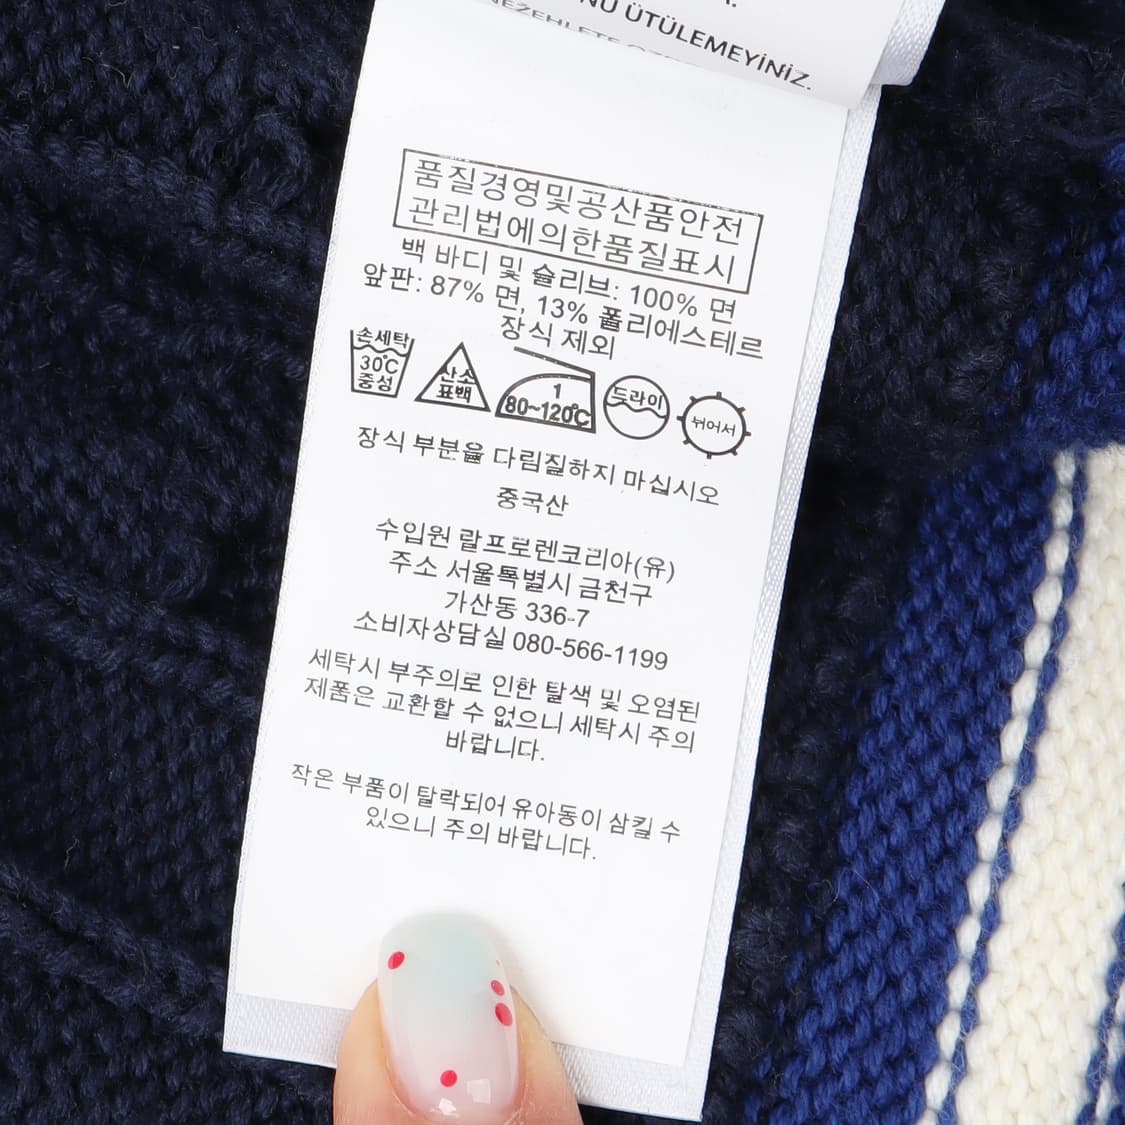 NU ÜTÜLEMEYİNİZ.
품질경영및공산품안전
관리법에의한품질표시
백 바디 및 슬리브: 100% 면
앞판: 87% 면, 13% 폴리에스테르
장식 제외
손세탁
30℃
중성
산소
표백
1
80~120℃
드라이
뉘어서
장식 부분을 다림질하지 마십시오
중국산
수입원 랄프로렌코리아(유)
주소 서울특별시 금천구
가산동 336-7
소비자상담실 080-566-1199
세탁시 부주의로 인한 탈색 및 오염된
제품은 교환할 수 없으니 세탁시 주의
바랍니다.
작은 부품이 탈락되어 유아동이 삼킬 수
있으니 주의 바랍니다.